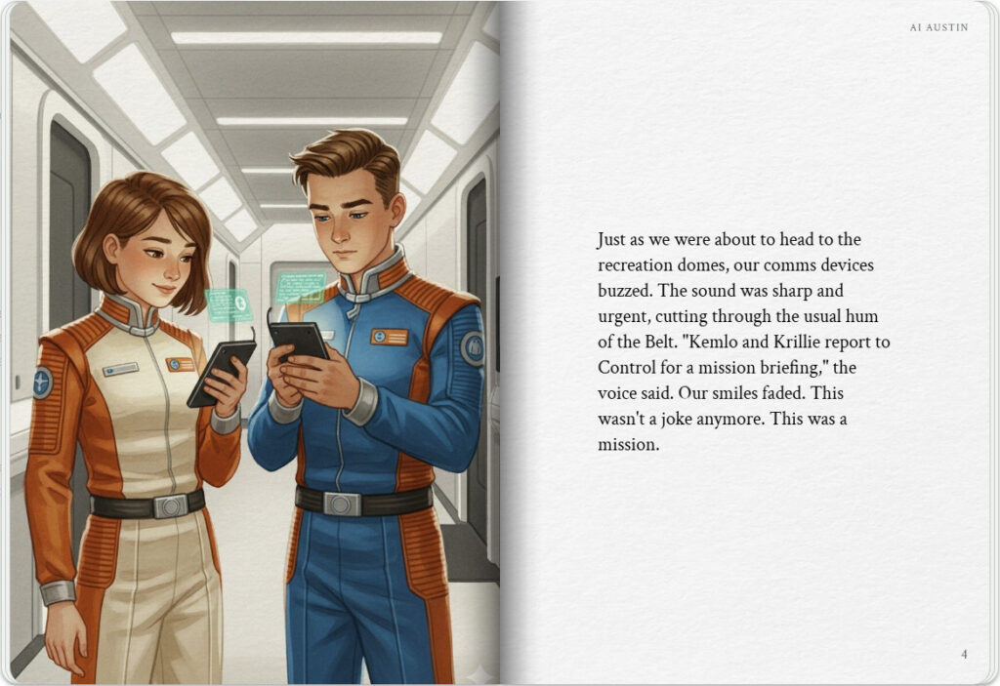 AI AUSTIN
Just as we were about to head to the
recreation domes, our comms devices
buzzed. The sound was sharp and
urgent, cutting through the usual hum
of the Belt. "Kemlo and Krillie report to
Control for a mission briefing," the
voice said. Our smiles faded. This
wasn't a joke anymore. This was a
mission.
4